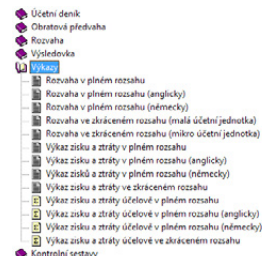 Účetní deník
Obratová předvaha
Rozvaha
Výsledovka
Výkazy
Rozvaha v plném rozsahu
Rozvaha v plném rozsahu (anglicky)
Rozvaha v plném rozsahu (německy)
Rozvaha ve zkráceném rozsahu (malá účetní jednotka)
Rozvaha ve zkráceném rozsahu (mikro účetní jednotka)
Výkaz zisku a ztráty v plném rozsahu
Výkaz zisku a ztráty v plném rozsahu (anglicky)
Výkaz zisků a ztráty v plném rozsahu (německy)
Výkaz zisku a ztráty ve zkráceném rozsahu
Výkaz zisku a ztráty účelově v plném rozsahu
Výkaz zisku a ztráty účelově v plném rozsahu (anglicky)
Výkaz zisku a ztráty účelově v plném rozsahu (německy)
Výkaz zisku a ztráty účelově ve zkráceném rozsahu
Kontrolní sestavy